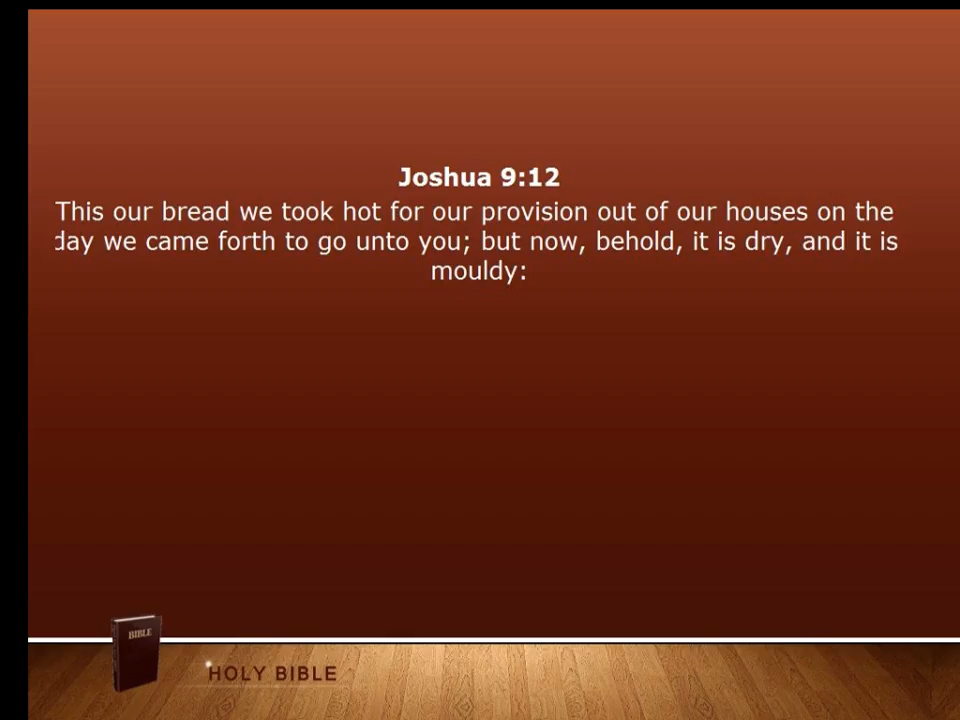 Joshua 9:12
This our bread we took hot for our provision out of our houses on the
day we came forth to go unto you; but now, behold, it is dry, and it is
mouldy:
BIBLE
HOLY BIBLE